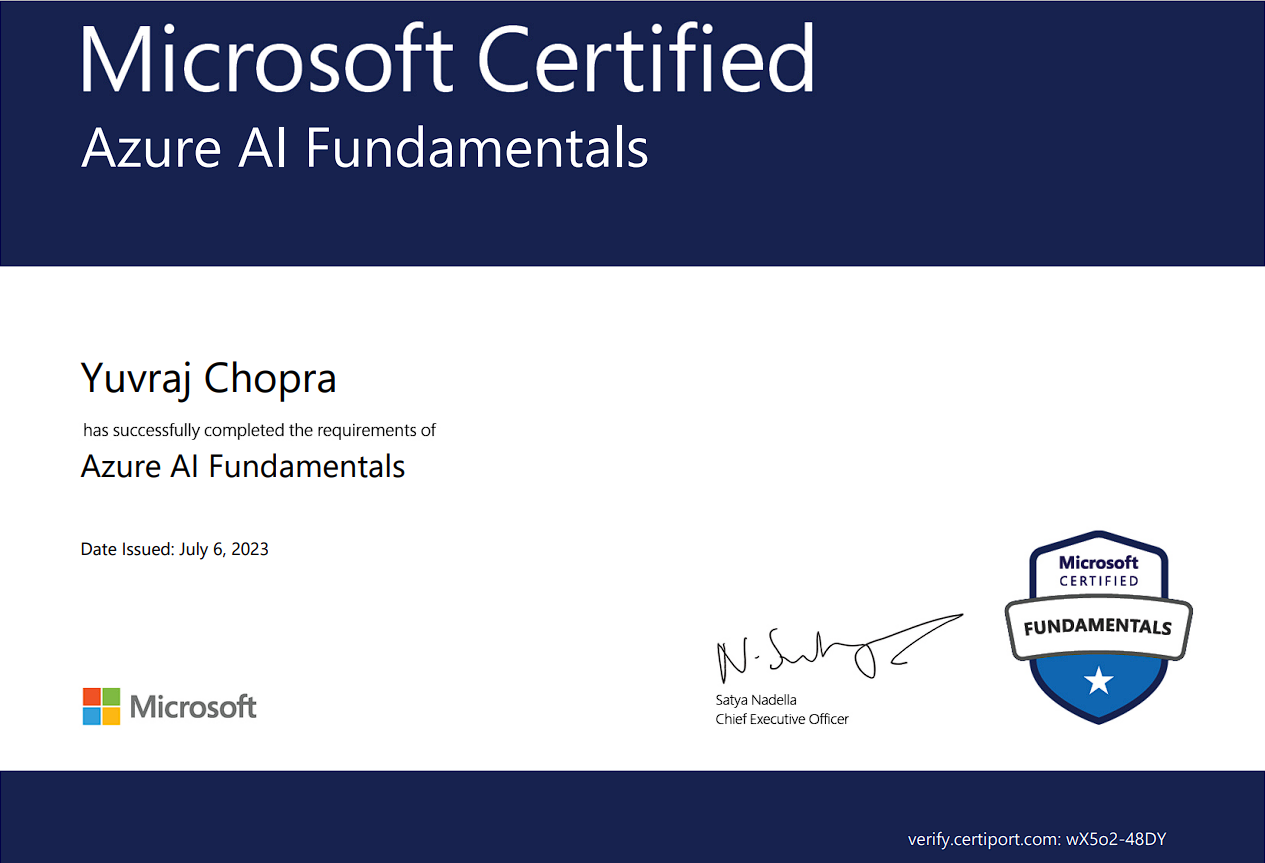 Microsoft Certified
Azure AI Fundamentals
Yuvraj Chopra
has successfully completed the requirements of
Azure AI Fundamentals
Date Issued: July 6, 2023
Microsoft
CERTIFIED
FUNDAMENTALS
N. Satya
Satya Nadella
Chief Executive Officer
Microsoft
verify.certiport.com: wX5o2-48DY